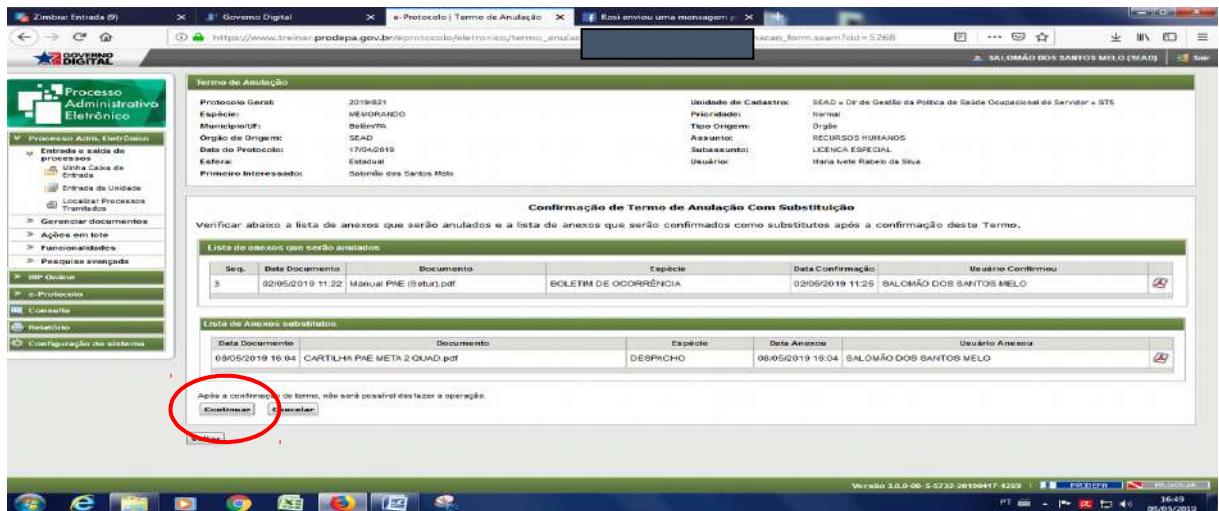 Zimbra: Entrada (9)
Governo Digital
e-Protocolo | Termo de Anulação
Rosi enviou uma mensagem p
https://www.treinar.prodepa.gov.br/eprotocolo/eletronico/termo_anulac
acao_form.seam?cid=5268
GOVERNO
DIGITAL
SALOMÃO DOS SANTOS MELO (SEAD)
Sair
Processo
Administrativo
Eletrônico
Processo Adm. Eletrônico
Entrada e saída de
processos
Minha Caixa de
Entrada
Entrada da Unidade
Localizar Processos
Tramitados
Gerenciar documentos
Ações em lote
Funcionalidades
Pesquisa avançada
e-Protocolo
Consulta
Relatório
Configuração do sistema
Termo de Anulação
Protocolo Geral: 2019/821
Unidade de Cadastro: SEAD » Dir de Gestão da Política de Saúde Ocupacional do Servidor » STS
Espécie: MEMORANDO
Prioridade: Normal
Município/UF: Belém/PA
Tipo Origem: Orgão
Órgão de Origem: SEAD
Assunto: RECURSOS HUMANOS
Data do Protocolo: 17/04/2019
Subassunto: LICENCA ESPECIAL
Esfera: Estadual
Usuário: Maria Ivete Rabelo da Silva
Primeiro Interessado: Salomão dos Santos Melo
Confirmação de Termo de Anulação Com Substituição
Verificar abaixo a lista de anexos que serão anulados e a lista de anexos que serão confirmados como substitutos após a confirmação deste Termo.
Lista de anexos que serão anulados
Seq. Data Documento Documento Espécie Data Confirmação Usuário Confirmou
3 02/05/2019 11:22 Manual PAE (Setur).pdf BOLETIM DE OCORRÊNCIA 02/05/2019 11:25 SALOMÃO DOS SANTOS MELO
Lista de Anexos substitutos
Data Documento Documento Espécie Data Anexou Usuário Anexou
08/05/2019 16:04 CARTILHA PAE META 2 QUAD.pdf DESPACHO 08/05/2019 16:04 SALOMÃO DOS SANTOS MELO
Após a confirmação do termo, não será possível desfazer a operação.
Continuar
Cancelar
Voltar
PRODEPA
PT
16:49